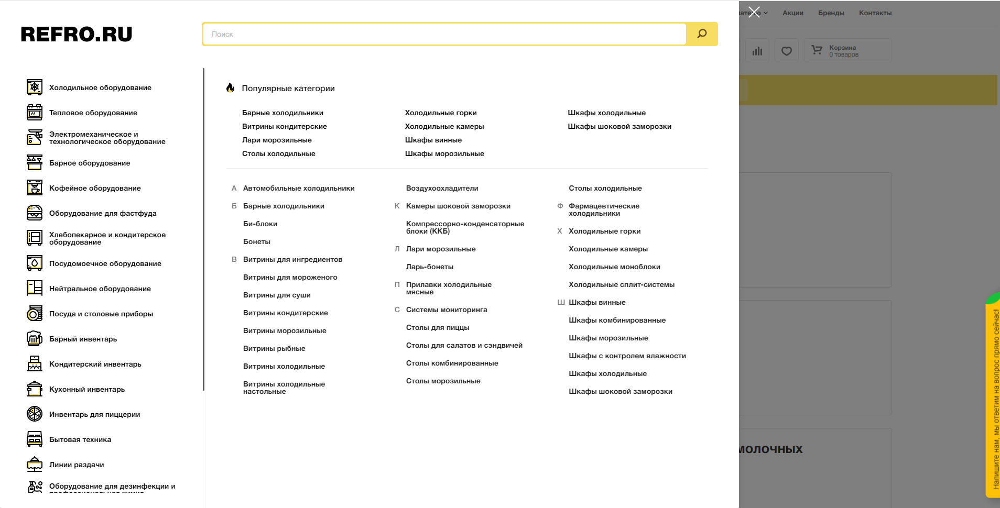 REFRO.RU
Поиск
Акции
Бренды
Контакты
Корзина
0 товаров
Холодильное оборудование
Тепловое оборудование
Электромеханическое и
технологическое оборудование
Барное оборудование
Кофейное оборудование
Оборудование для фастфуда
Хлебопекарное и кондитерское
оборудование
Посудомоечное оборудование
Нейтральное оборудование
Посуда и столовые приборы
Барный инвентарь
Кондитерский инвентарь
Кухонный инвентарь
Инвентарь для пиццерии
Бытовая техника
Линии раздачи
Оборудование для дезинфекции и
Популярные категории
Барные холодильники
Витрины кондитерские
Лари морозильные
Столы холодильные
Холодильные горки
Холодильные камеры
Шкафы винные
Шкафы морозильные
Шкафы холодильные
Шкафы шоковой заморозки
А Автомобильные холодильники
Б Барные холодильники
Би-блоки
Бонеты
В Витрины для ингредиентов
Витрины для мороженого
Витрины для суши
Витрины кондитерские
Витрины морозильные
Витрины рыбные
Витрины холодильные
Витрины холодильные
настольные
Воздухоохладители
К Камеры шоковой заморозки
Компрессорно-конденсаторные
блоки (ККБ)
Л Лари морозильные
Ларь-бонеты
П Прилавки холодильные
мясные
С Системы мониторинга
Столы для пиццы
Столы для салатов и сэндвичей
Столы комбинированные
Столы морозильные
Столы холодильные
Ф Фармацевтические
холодильники
Х Холодильные горки
Холодильные камеры
Холодильные моноблоки
Холодильные сплит-системы
Ш Шкафы винные
Шкафы комбинированные
Шкафы морозильные
Шкафы с контролем влажности
Шкафы холодильные
Шкафы шоковой заморозки
молочных
Напишите нам, мы ответим на вопрос прямо сейчас!